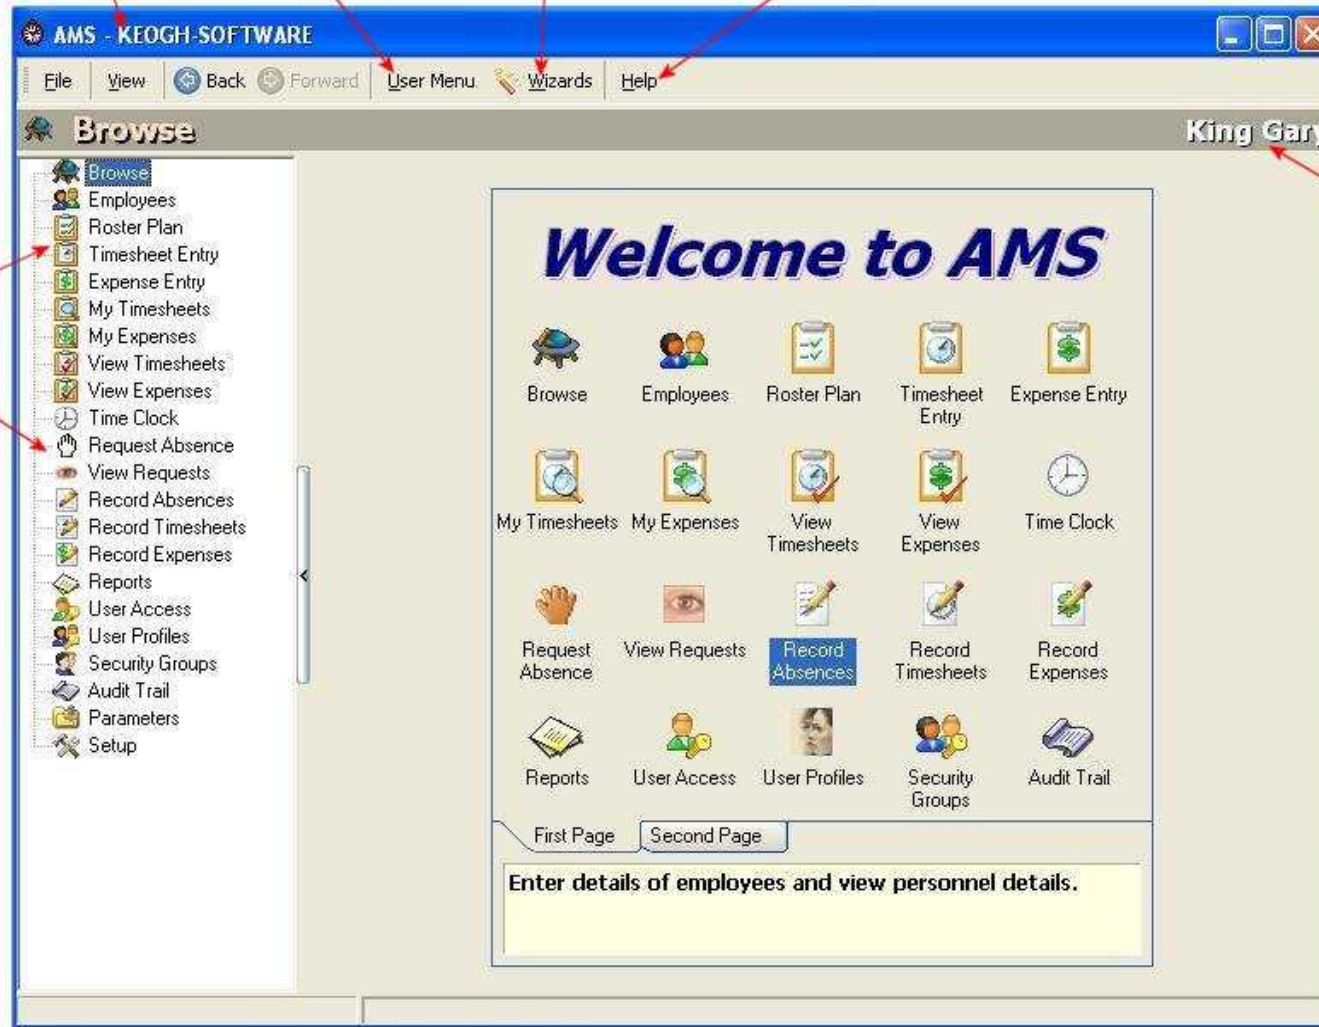 AMS - KEOGH-SOFTWARE
File View Back Forward User Menu Wizards Help
Browse King Gary
Browse
Employees
Roster Plan
Timesheet Entry
Expense Entry
My Timesheets
My Expenses
View Timesheets
View Expenses
Time Clock
Request Absence
View Requests
Record Absences
Record Timesheets
Record Expenses
Reports
User Access
User Profiles
Security Groups
Audit Trail
Parameters
Setup
Welcome to AMS
Browse Employees Roster Plan Timesheet Expense Entry
Entry
My Timesheets My Expenses View View Time Clock
Timesheets Expenses
Request View Requests Record Record Record
Absence Absences Timesheets Expenses
Reports User Access User Profiles Security Audit Trail
Groups
First Page Second Page
Enter details of employees and view personnel details.